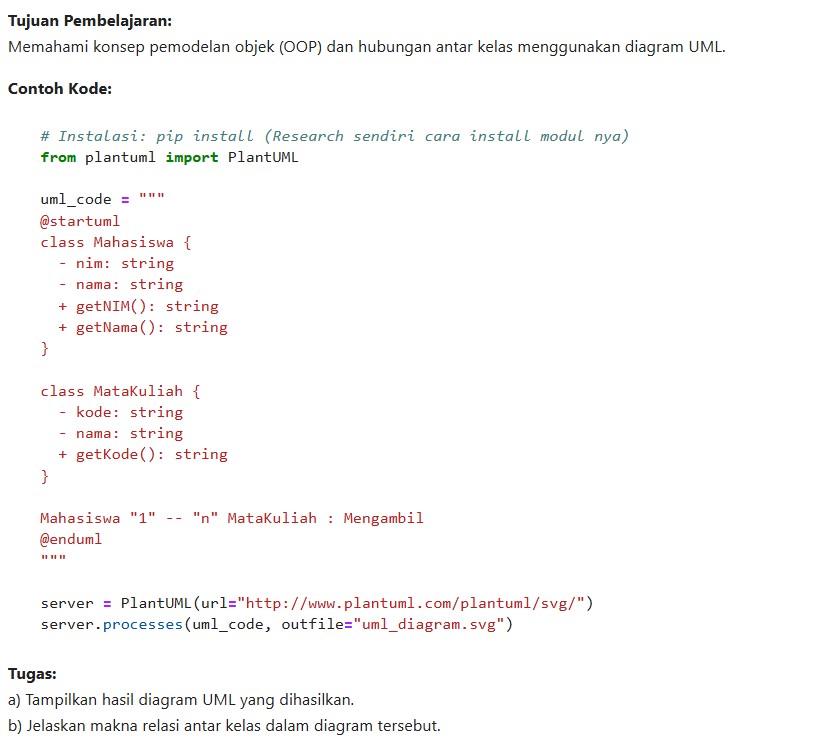 Tujuan Pembelajaran:
Memahami konsep pemodelan objek (OOP) dan hubungan antar kelas menggunakan diagram UML.
Contoh Kode:
# Instalasi: pip install (Research sendiri cara install modul nya)
from plantuml import PlantUML
uml_code = """
@startuml
class Mahasiswa {
  - nim: string
  - nama: string
  + getNIM(): string
  + getNama(): string
}
class MataKuliah {
  - kode: string
  - nama: string
  + getKode(): string
}
Mahasiswa "1" -- "n" MataKuliah : Mengambil
@enduml
"""
server = PlantUML(url="http://www.plantuml.com/plantuml/svg/")
server.processes(uml_code, outfile="uml_diagram.svg")
Tugas:
a) Tampilkan hasil diagram UML yang dihasilkan.
b) Jelaskan makna relasi antar kelas dalam diagram tersebut.